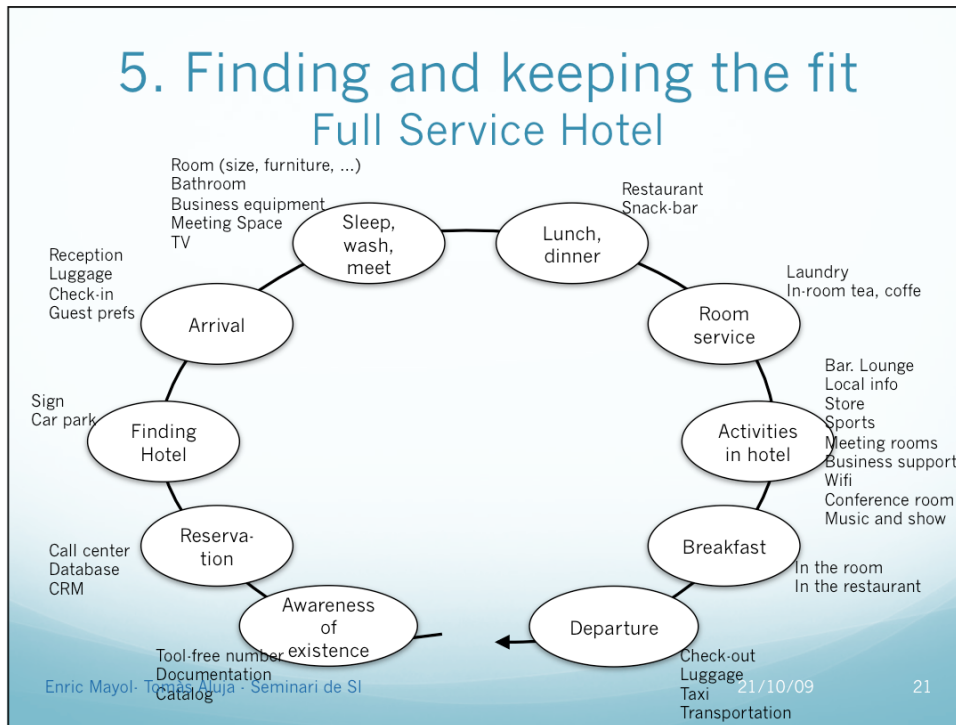 5. Finding and keeping the fit
Full Service Hotel
Room (size, furniture, ...)
Bathroom
Business equipment
Meeting Space
TV
Sleep,
wash,
meet
Restaurant
Snack-bar
Lunch,
dinner
Reception
Luggage
Check-in
Guest prefs
Arrival
Laundry
In-room tea, coffe
Room
service
Sign
Car park
Finding
Hotel
Bar. Lounge
Local info
Store
Sports
Meeting rooms
Business support
Wifi
Conference room
Music and show
Activities
in hotel
Call center
Database
CRM
Reserva-
tion
Breakfast
In the room
In the restaurant
Awareness
of
existence
Tool-free number
Documentation
Catalog
Departure
Check-out
Luggage
Taxi
Transportation
Enric Mayol- Tomàs Aluja - Seminari de SI
21/10/09
21